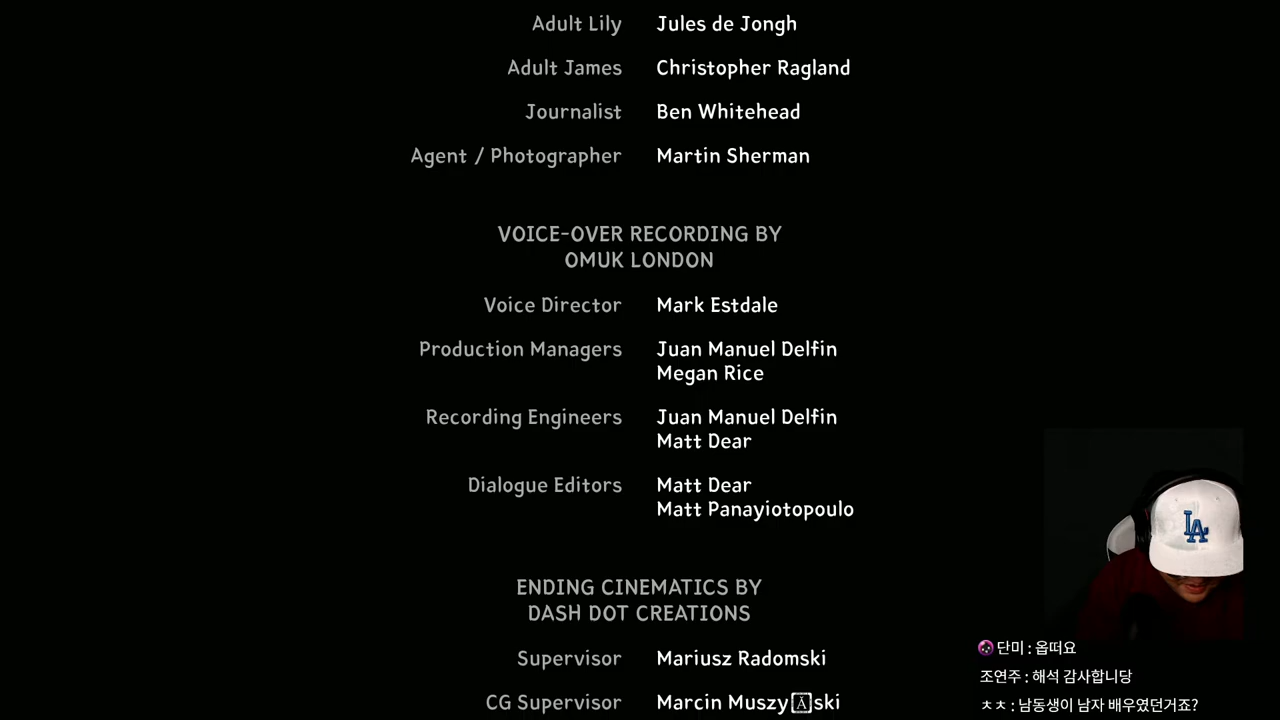 Adult Lily Jules de Jongh
Adult James Christopher Ragland
Journalist Ben Whitehead
Agent / Photographer Martin Sherman
VOICE-OVER RECORDING BY
OMUK LONDON
Voice Director Mark Estdale
Production Managers Juan Manuel Delfin
Megan Rice
Recording Engineers Juan Manuel Delfin
Matt Dear
Dialogue Editors Matt Dear
Matt Panayiotopoulo
ENDING CINEMATICS BY
DASH DOT CREATIONS
Supervisor Mariusz Radomski
CG Supervisor Marcin MuszyÅski
LA
단미 : 옵떠요
조연주 : 해석 감사합니당
ㅊㅊ : 남동생이 남자 배우였던거죠?